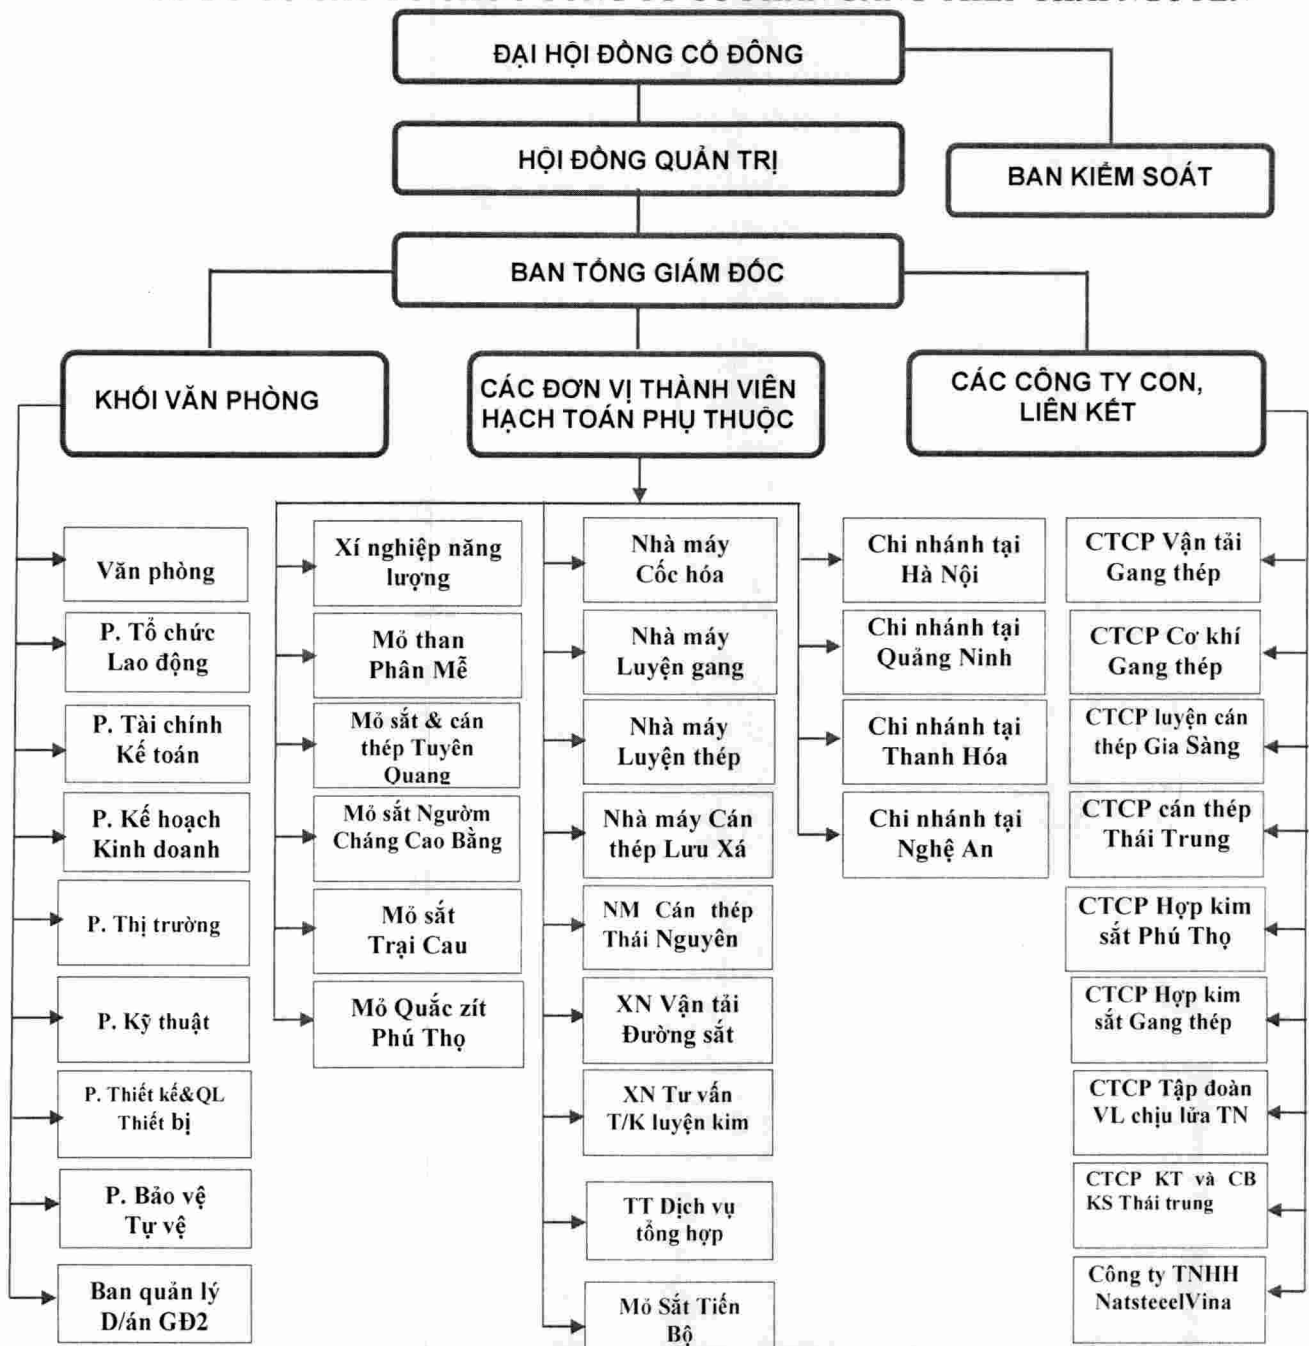 ĐẠI HỘI ĐỒNG CỔ ĐÔNG
HỘI ĐỒNG QUẢN TRỊ
BAN KIỂM SOÁT
BAN TỔNG GIÁM ĐỐC
KHỐI VĂN PHÒNG
CÁC ĐƠN VỊ THÀNH VIÊN
HẠCH TOÁN PHỤ THUỘC
CÁC CÔNG TY CON,
LIÊN KẾT
Văn phòng
P. Tổ chức
Lao động
P. Tài chính
Kế toán
P. Kế hoạch
Kinh doanh
P. Thị trường
P. Kỹ thuật
P. Thiết kế&QL
Thiết bị
P. Bảo vệ
Tự vệ
Ban quản lý
D/án GĐ2
Xí nghiệp năng
lượng
Mỏ than
Phân Mễ
Mỏ sắt & cán
thép Tuyên
Quang
Mỏ sắt Ngườm
Cháng Cao Bằng
Mỏ sắt
Trại Cau
Mỏ Quắc zít
Phú Thọ
Nhà máy
Cốc hóa
Nhà máy
Luyện gang
Nhà máy
Luyện thép
Nhà máy Cán
thép Lưu Xá
NM Cán thép
Thái Nguyên
XN Vận tải
Đường sắt
XN Tư vấn
T/K luyện kim
TT Dịch vụ
tổng hợp
Mỏ Sắt Tiến
Bộ
Chi nhánh tại
Hà Nội
Chi nhánh tại
Quảng Ninh
Chi nhánh tại
Thanh Hóa
Chi nhánh tại
Nghệ An
CTCP Vận tải
Gang thép
CTCP Cơ khí
Gang thép
CTCP luyện cán
thép Gia Sàng
CTCP cán thép
Thái Trung
CTCP Hợp kim
sắt Phú Thọ
CTCP Hợp kim
sắt Gang thép
CTCP Tập đoàn
VL chịu lửa TN
CTCP KT và CB
KS Thái trung
Công ty TNHH
NatsteeelVina